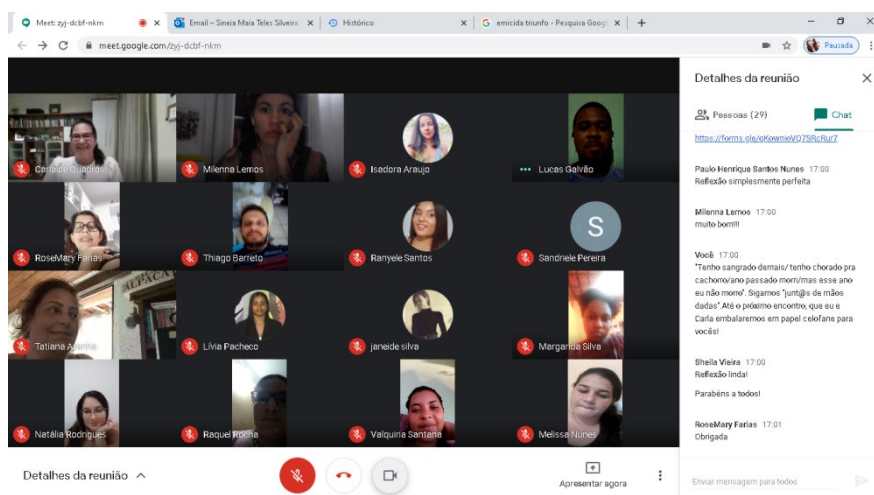 Meet: zyj-dcbf-nkm
Email – Sineia Maia Teles Silveira
Histórico
emicida triunfo - Pesquisa Goog
meet.google.com/zyj-dcbf-nkm
Pausada
Detalhes da reunião
Pessoas (29)
Chat
Carla de Quadros
Milenna Lemos
Isadora Araujo
Lucas Galvão
RoseMary Farias
Thiago Barreto
Ranyele Santos
S
Sandriele Pereira
ALPACA
Tatiana
Lívia Pacheco
janeide silva
Margarida Silva
Natália Rodrigues
Raquel Rocha
Valquiria Santana
Melissa Nunes
Paulo Henrique Santos Nunes 17:00
Reflexão simplesmente perfeita
Milenna Lemos 17:00
muito bom!!!
Você 17:00
"Tenho sangrado demais/ tenho chorado pra
cachorro/ano passado morri/mas esse ano
eu não morro". Sigamos "junt@s de mãos
dadas".Até o próximo encontro, que eu e
Carla embalaremos em papel celofane para
vocês!
Sheila Vieira 17:00
Reflexão linda!
Parabéns a todos!
RoseMary Farias 17:01
Obrigada
Detalhes da reunião
Apresentar agora
Enviar mensagem para todos